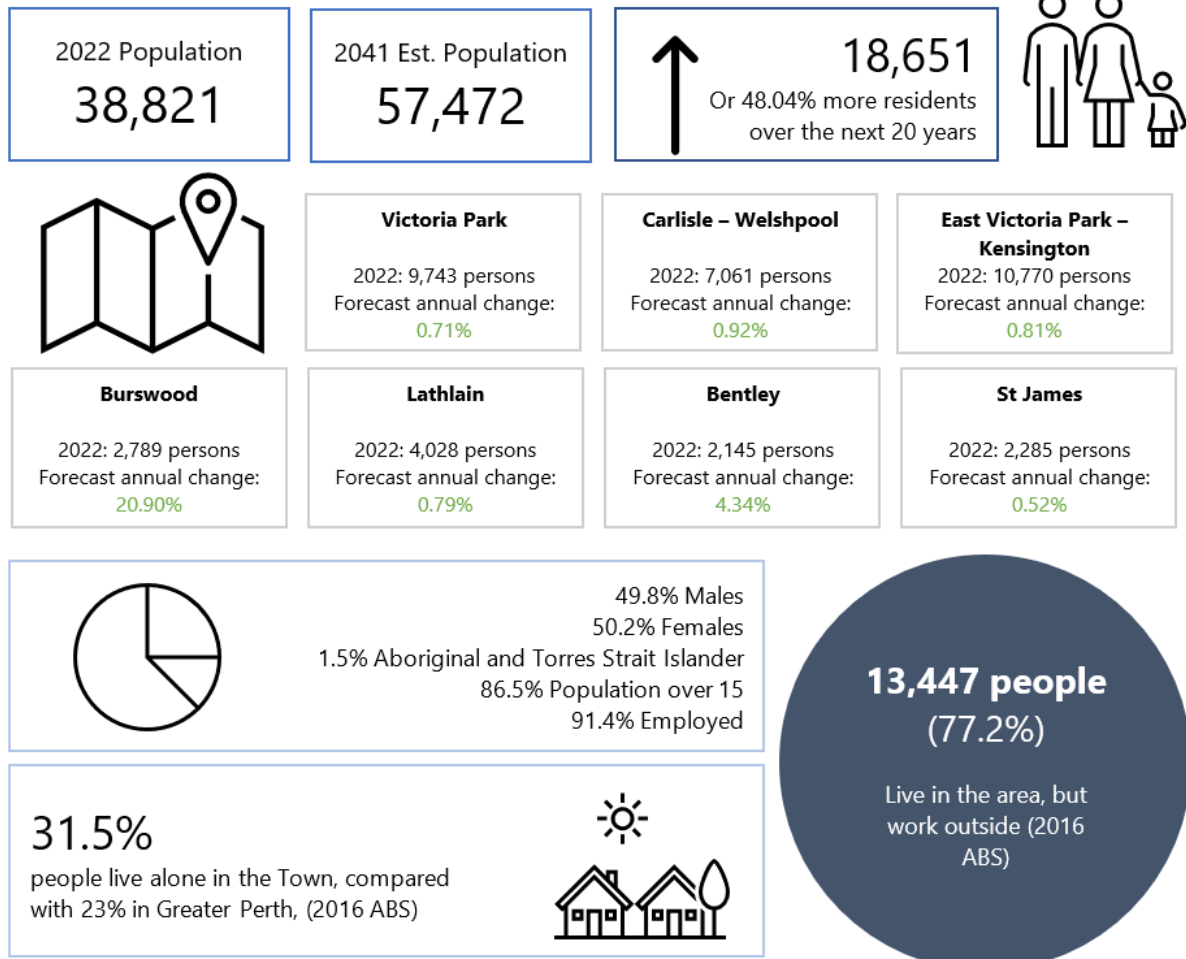 2022 Population
38,821
2041 Est. Population
57,472
18,651
Or 48.04% more residents
over the next 20 years
Victoria Park
2022: 9,743 persons
Forecast annual change:
0.71%
Carlisle – Welshpool
2022: 7,061 persons
Forecast annual change:
0.92%
East Victoria Park –
Kensington
2022: 10,770 persons
Forecast annual change:
0.81%
Burswood
2022: 2,789 persons
Forecast annual change:
20.90%
Lathlain
2022: 4,028 persons
Forecast annual change:
0.79%
Bentley
2022: 2,145 persons
Forecast annual change:
4.34%
St James
2022: 2,285 persons
Forecast annual change:
0.52%
49.8% Males
50.2% Females
1.5% Aboriginal and Torres Strait Islander
86.5% Population over 15
91.4% Employed
13,447 people
(77.2%)
Live in the area, but
work outside (2016
ABS)
31.5%
people live alone in the Town, compared
with 23% in Greater Perth, (2016 ABS)